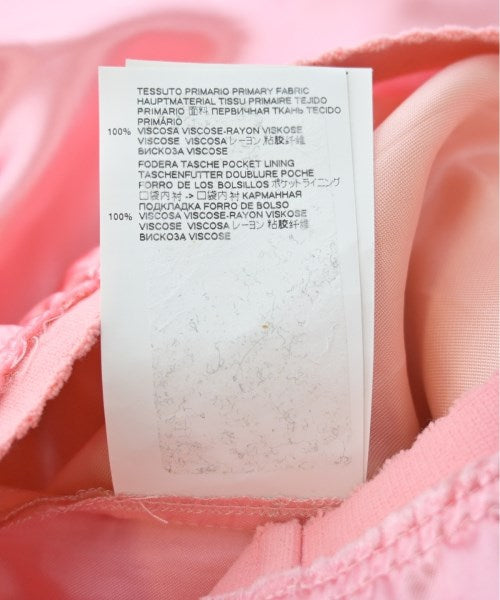 TESSUTO PRIMARIO PRIMARY FABRIC
HAUPTMATERIAL TISSU PRIMAIRE TEJIDO
PRIMARIO 面料 ПЕРВИЧНАЯ ТКАНЬ TECIDO
PRIMÁRIO
100% VISCOSA VISCOSE-RAYON VISKOSE
VISCOSE VISCOSA レーヨン 粘胶纤维
ВИСКОЗА VISCOSE
FODERA TASCHE POCKET LINING
TASCHENFUTTER DOUBLURE POCHE
FORRO DE LOS BOLSILLOS ポケットライニング
口袋内衬 -> 口袋内衬 КАРМАННАЯ
ПОДКЛАДКА FORRO DE BOLSO
100% VISCOSA VISCOSE-RAYON VISKOSE
VISCOSE VISCOSA レーヨン 粘胶纤维
ВИСКОЗА VISCOSE